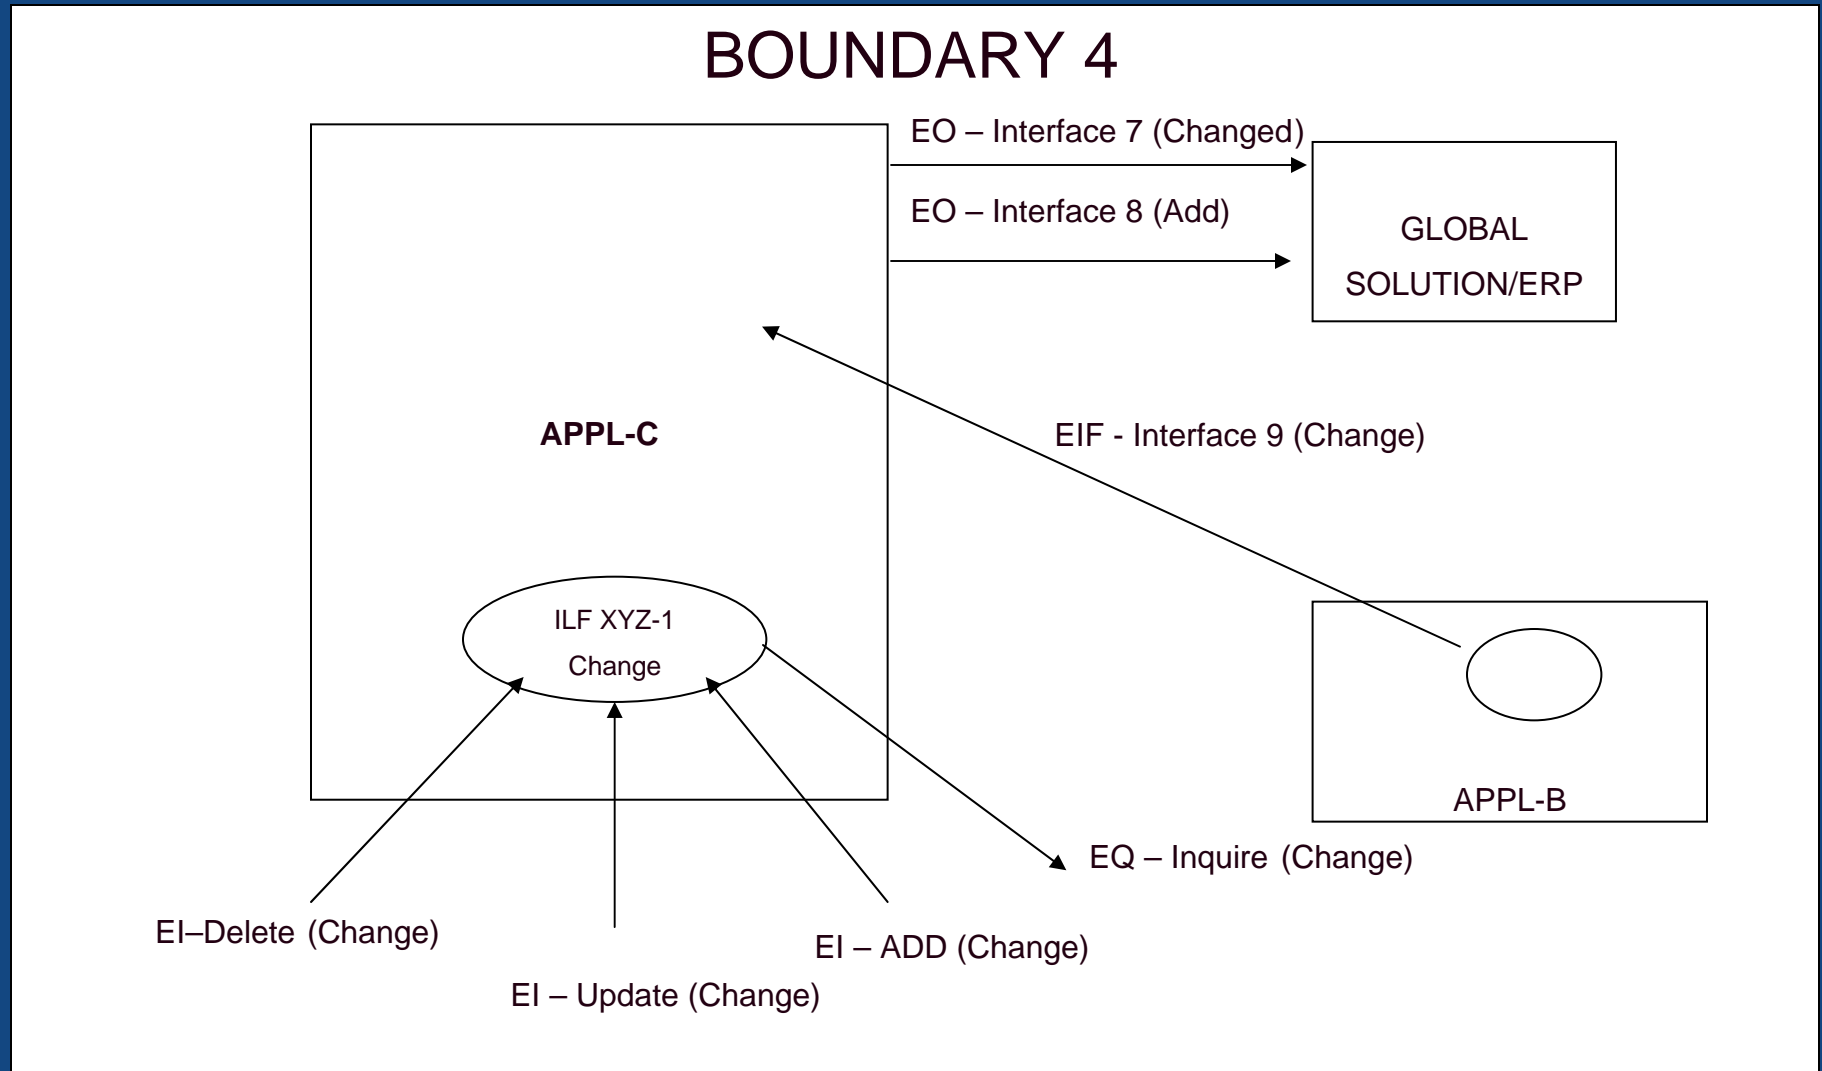 BOUNDARY 4
EO – Interface 7 (Changed)
EO – Interface 8 (Add)
GLOBAL
SOLUTION/ERP
APPL-C
EIF - Interface 9 (Change)
ILF XYZ-1
Change
APPL-B
EQ – Inquire (Change)
EI–Delete (Change)
EI – ADD (Change)
EI – Update (Change)